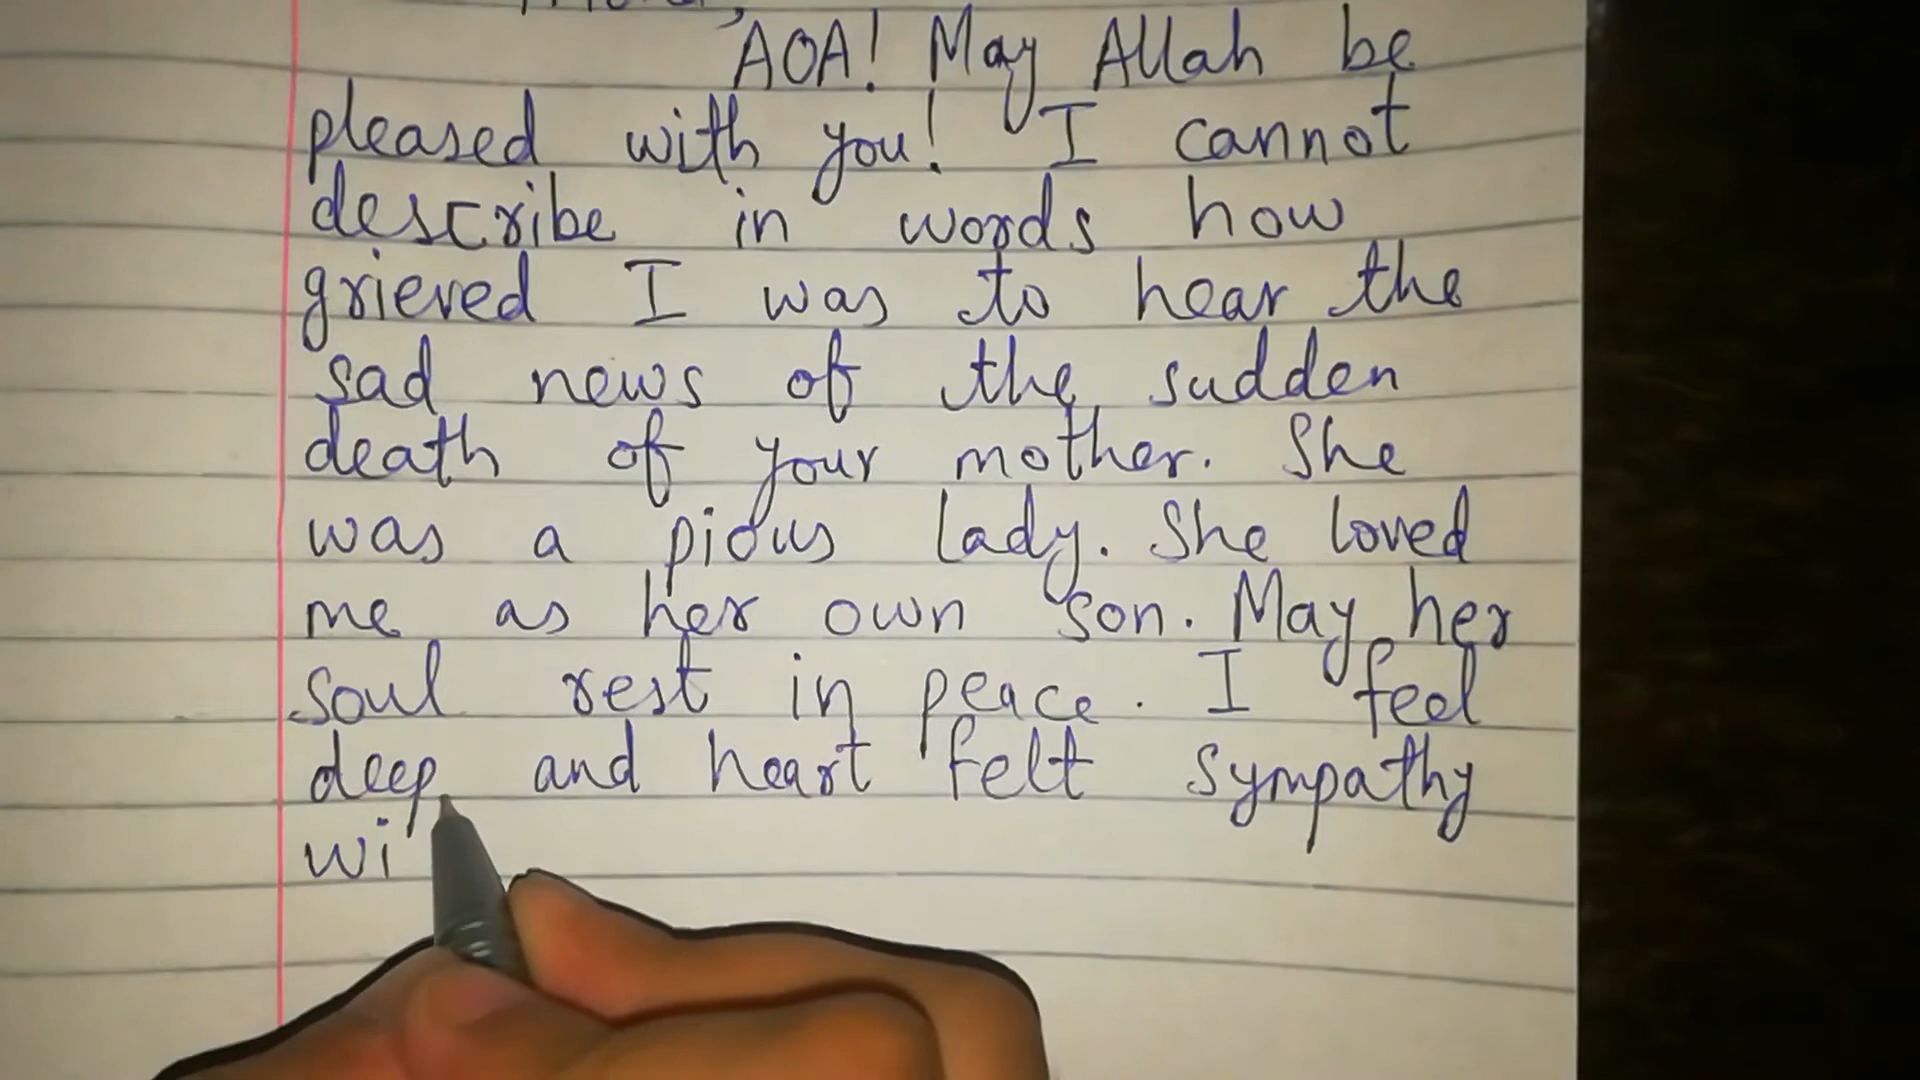 AOA! May Allah be
pleased with you! I cannot
describe in words how
grieved I was to hear the
sad news of the sudden
death of your mother. She
was a pious lady. She loved
me as her own son. May her
soul rest in peace. I feel
deep and heart felt sympathy
wi